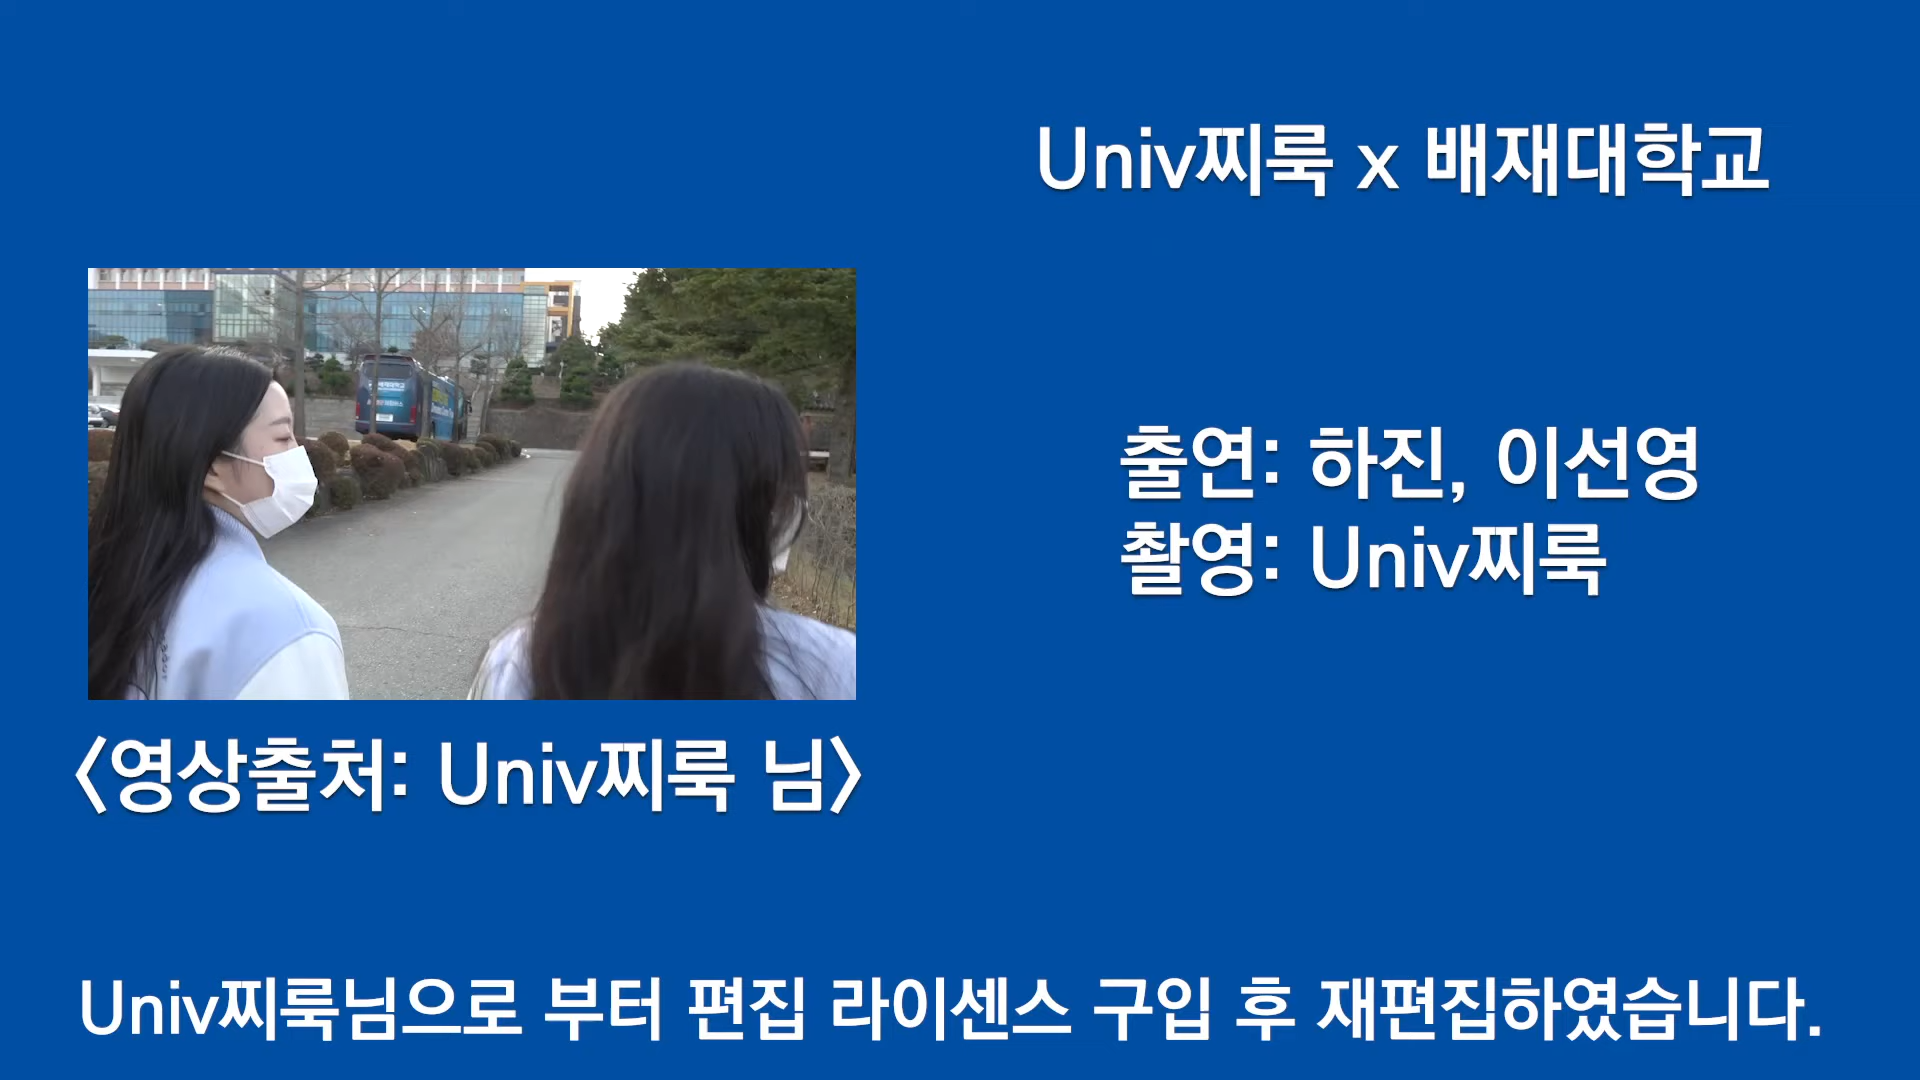 Univ찌룩 x 배재대학교
출연: 하진, 이선영
촬영: Univ찌룩
<영상출처: Univ찌룩 님>
Univ찌룩님으로 부터 편집 라이센스 구입 후 재편집하였습니다.